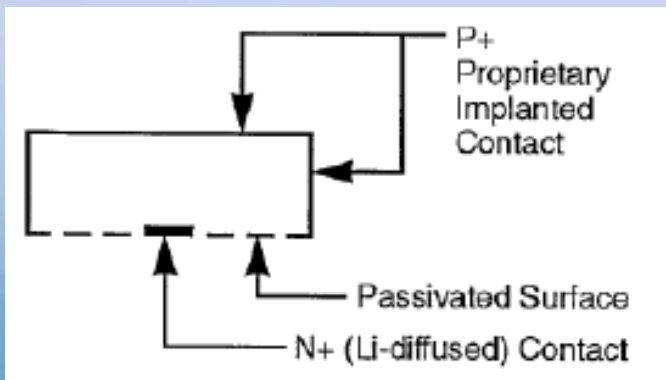 P+
Proprietary
Implanted
Contact
Passivated Surface
N+ (Li-diffused) Contact